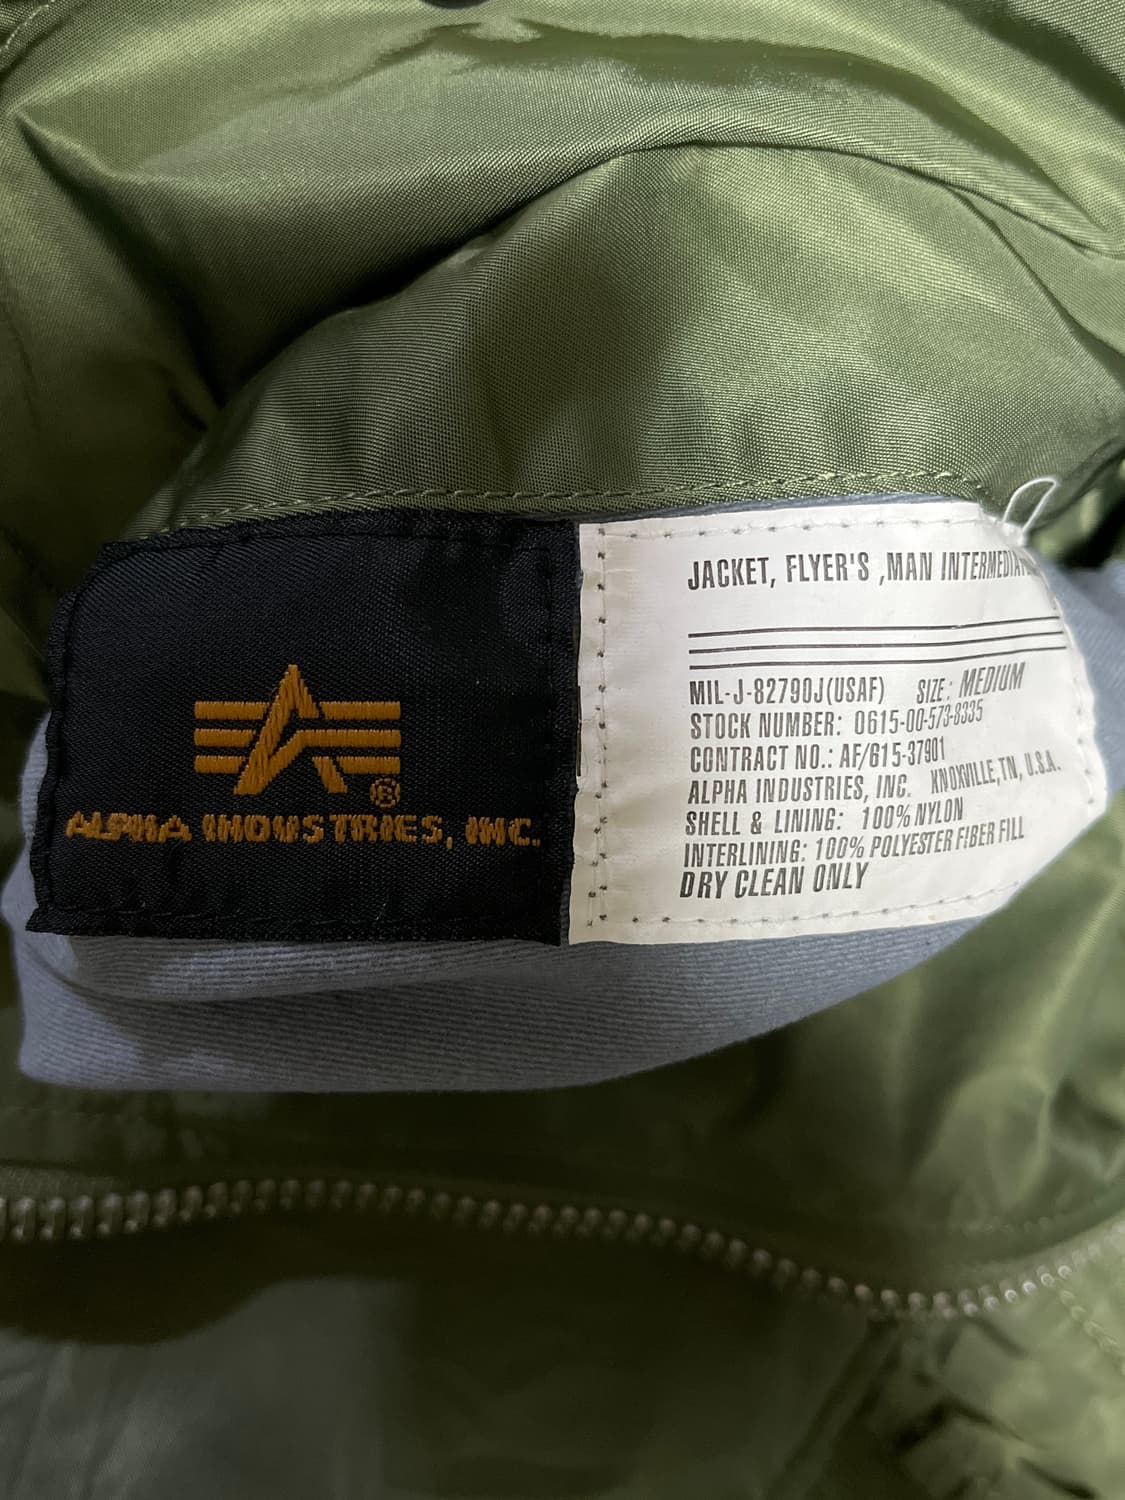 ALPHA INDUSTRIES, INC.
®
JACKET, FLYER'S ,MAN
MIL-J-82790J(USAF) SIZE: MEDIUM
STOCK NUMBER: 0615-00-573-8335
CONTRACT NO.: AF/615-37901
ALPHA INDUSTRIES, INC. KNOXVILLE,TN, U.S.A.
SHELL & LINING: 100% NYLON
INTERLINING: 100% POLYESTER FIBER FILL
DRY CLEAN ONLY